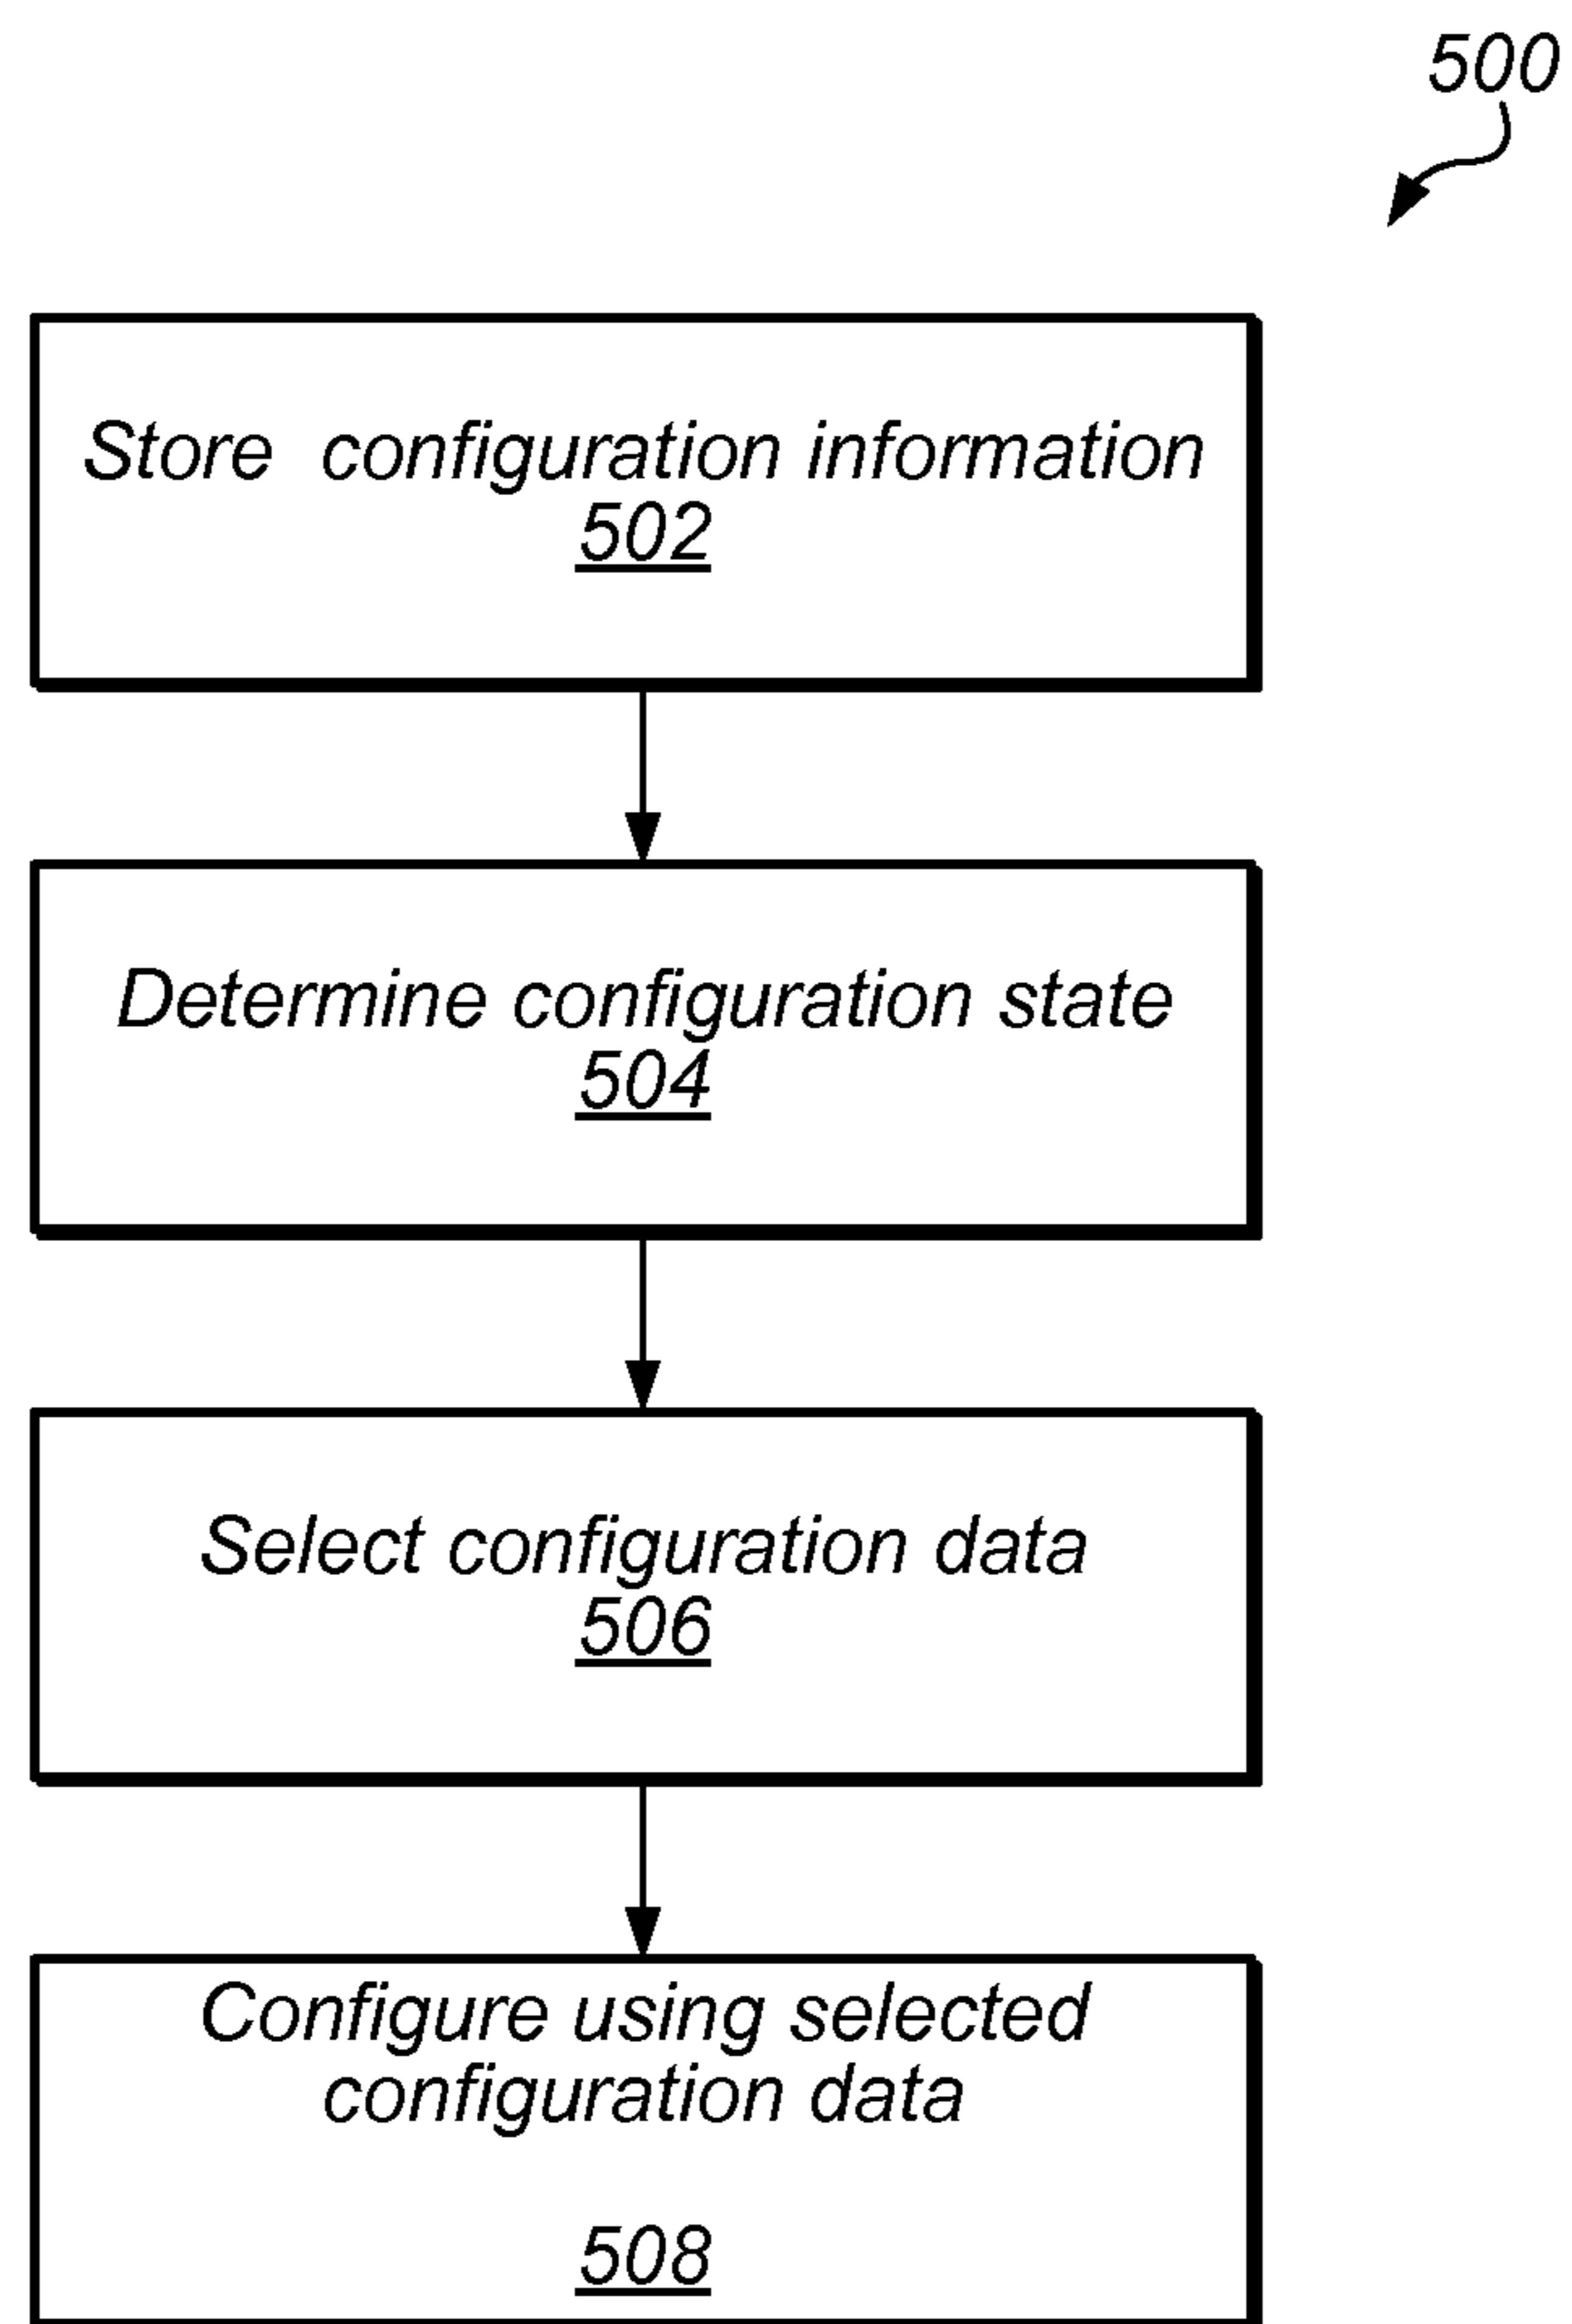 500
Store configuration information
502
Determine configuration state
504
Select configuration data
506
Configure using selected
configuration data
508